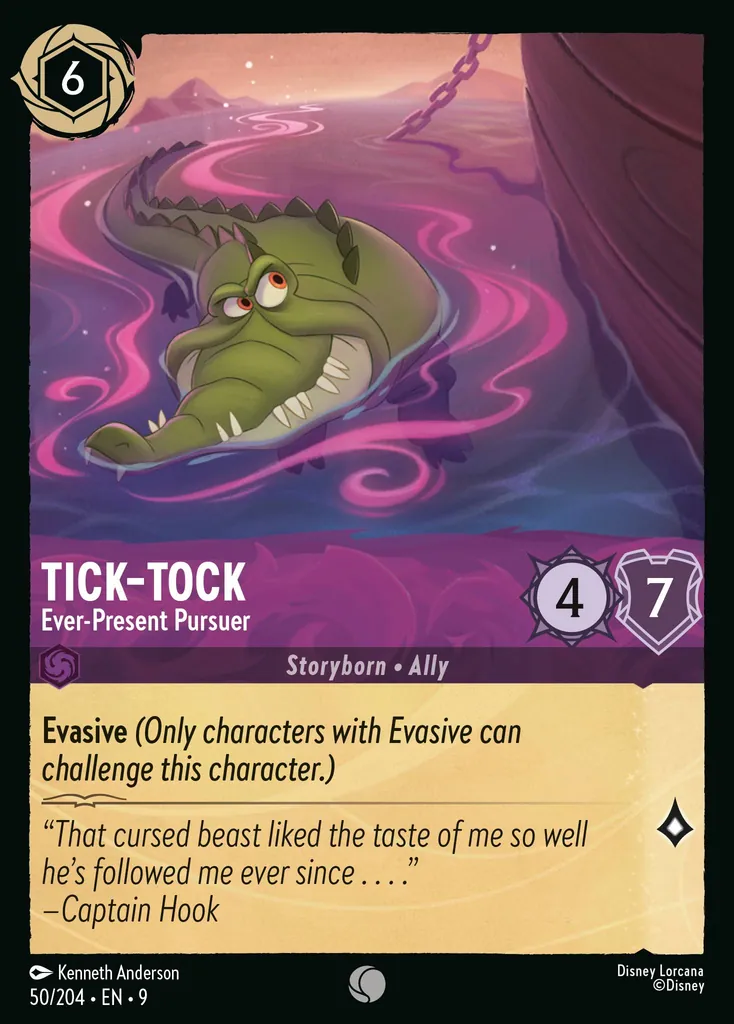 6
TICK-TOCK
Ever-Present Pursuer
4
7
Storyborn • Ally
Evasive (Only characters with Evasive can
challenge this character.)
“That cursed beast liked the taste of me so well
he’s followed me ever since . . . .”
–Captain Hook
Kenneth Anderson
50/204 • EN • 9
Disney Lorcana
©Disney